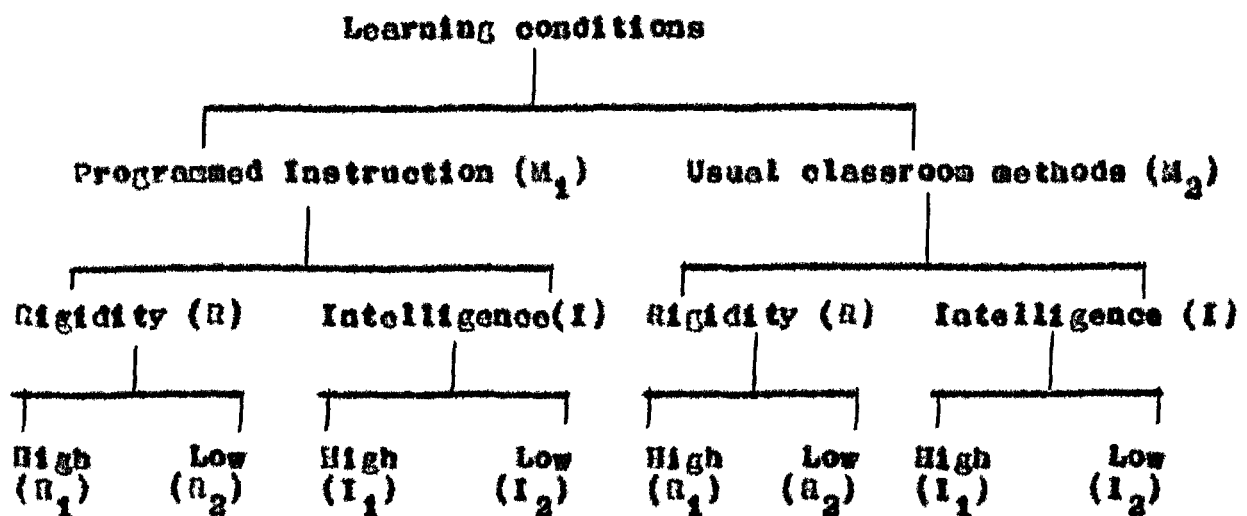 Learning conditions
Programmed Instruction (M₁) Usual classroom methods (M₂)
Rigidity (R) Intelligence(I) Rigidity (R) Intelligence (I)
High Low High Low High Low High Low
(R₁) (R₂) (I₁) (I₂) (R₁) (R₂) (I₁) (I₂)